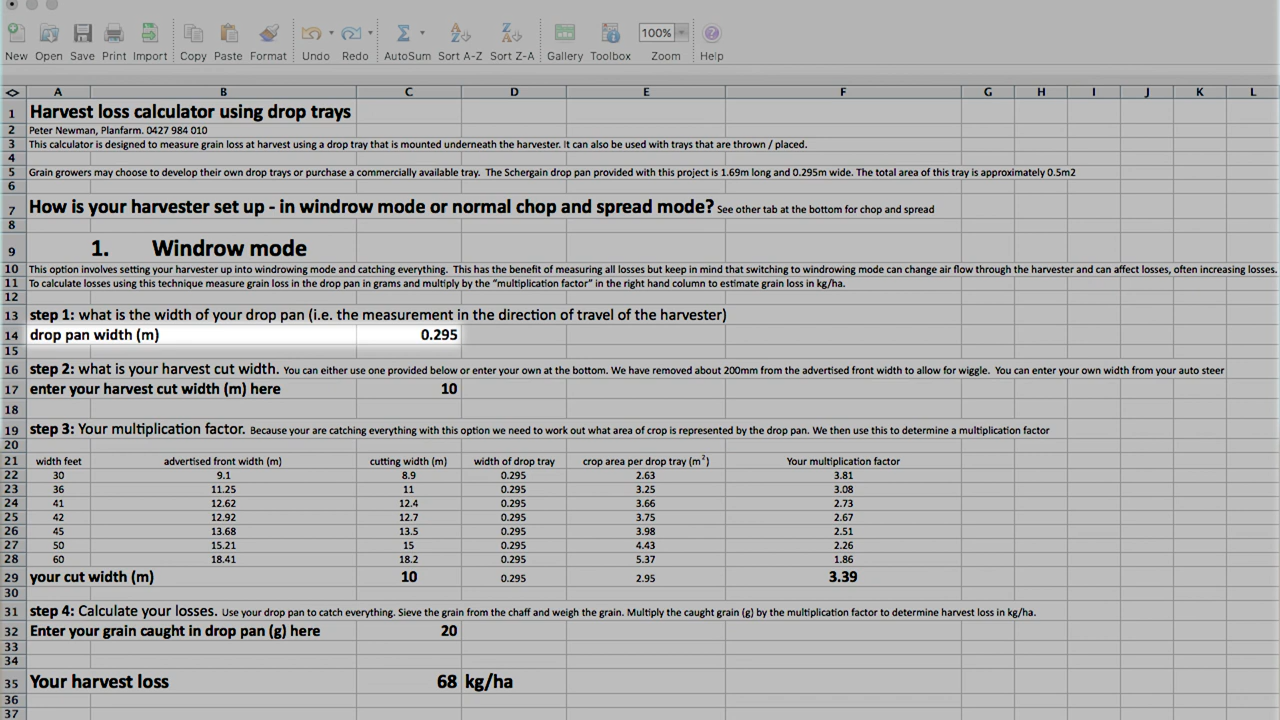 New Open Save Print Import Copy Paste Format Undo Redo AutoSum Sort A-Z Sort Z-A Gallery Toolbox 100% Zoom Help
A B C D E F G H I J K L
1 Harvest loss calculator using drop trays
2 Peter Newman, Planfarm. 0427 984 010
3 This calculator is designed to measure grain loss at harvest using a drop tray that is mounted underneath the harvester. It can also be used with trays that are thrown / placed.
4
5 Grain growers may choose to develop their own drop trays or purchase a commercially available tray. The Schergain drop pan provided with this project is 1.69m long and 0.295m wide. The total area of this tray is approximately 0.5m2
6
7 How is your harvester set up - in windrow mode or normal chop and spread mode? See other tab at the bottom for chop and spread
8
9 1. Windrow mode
10 This option involves setting your harvester up into windrowing mode and catching everything. This has the benefit of measuring all losses but keep in mind that switching to windrowing mode can change air flow through the harvester and can affect losses, often increasing losses.
11 To calculate losses using this technique measure grain loss in the drop pan in grams and multiply by the "multiplication factor" in the right hand column to estimate grain loss in kg/ha.
12
13 step 1: what is the width of your drop pan (i.e. the measurement in the direction of travel of the harvester)
14 drop pan width (m) 0.295
15
16 step 2: what is your harvest cut width. You can either use one provided below or enter your own at the bottom. We have removed about 200mm from the advertised front width to allow for wiggle. You can enter your own width from your auto steer
17 enter your harvest cut width (m) here 10
18
19 step 3: Your multiplication factor. Because your are catching everything with this option we need to work out what area of crop is represented by the drop pan. We then use this to determine a multiplication factor
20
21 width feet advertised front width (m) cutting width (m) width of drop tray crop area per drop tray (m²) Your multiplication factor
22 30 9.1 8.9 0.295 2.63 3.81
23 36 11.25 11 0.295 3.25 3.08
24 41 12.62 12.4 0.295 3.66 2.73
25 42 12.92 12.7 0.295 3.75 2.67
26 45 13.68 13.5 0.295 3.98 2.51
27 50 15.21 15 0.295 4.43 2.26
28 60 18.41 18.2 0.295 5.37 1.86
29 your cut width (m) 10 0.295 2.95 3.39
30
31 step 4: Calculate your losses. Use your drop pan to catch everything. Sieve the grain from the chaff and weigh the grain. Multiply the caught grain (g) by the multiplication factor to determine harvest loss in kg/ha.
32 Enter your grain caught in drop pan (g) here 20
33
34
35 Your harvest loss 68 kg/ha
36
37